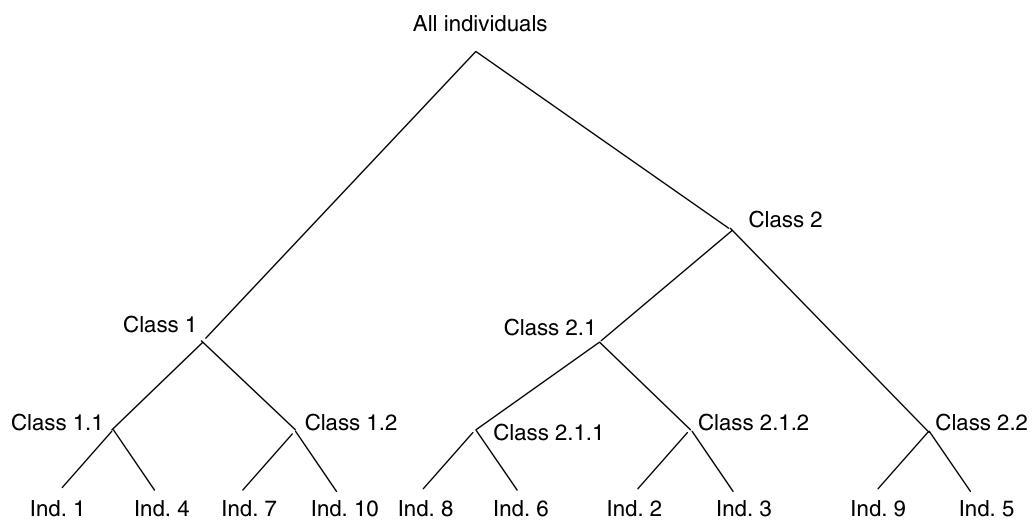 All individuals
Class 2
Class 1
Class 2.1
Class 1.1
Class 1.2
Class 2.1.1
Class 2.1.2
Class 2.2
Ind. 1
Ind. 4
Ind. 7
Ind. 10
Ind. 8
Ind. 6
Ind. 2
Ind. 3
Ind. 9
Ind. 5